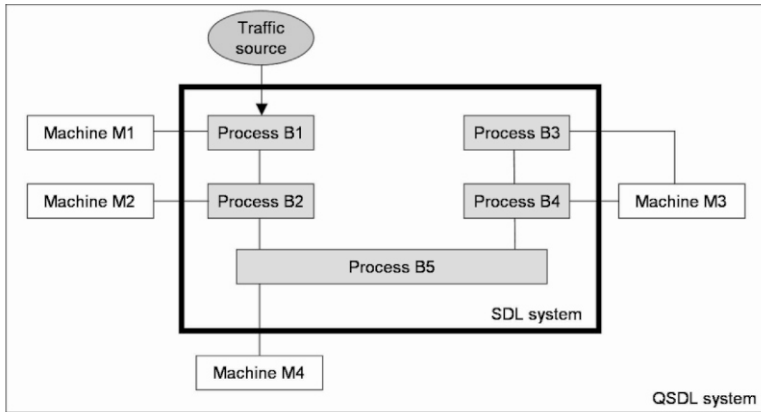 Traffic
source
Machine M1
Process B1
Process B3
Machine M2
Process B2
Process B4
Machine M3
Process B5
SDL system
Machine M4
QSDL system